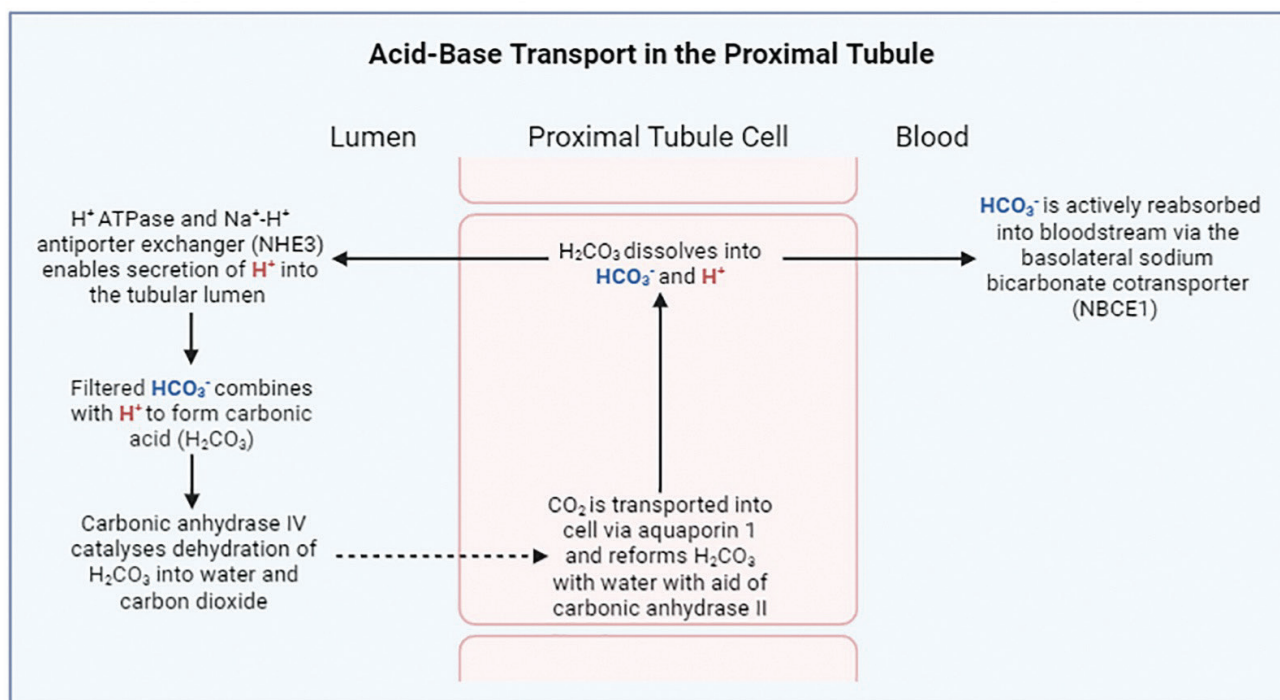 Acid-Base Transport in the Proximal Tubule
Lumen
Proximal Tubule Cell
Blood
H⁺ ATPase and Na⁺-H⁺
antiporter exchanger (NHE3)
enables secretion of H⁺ into
the tubular lumen
Filtered HCO₃⁻ combines
with H⁺ to form carbonic
acid (H₂CO₃)
Carbonic anhydrase IV
catalyses dehydration of
H₂CO₃ into water and
carbon dioxide
H₂CO₃ dissolves into
HCO₃⁻ and H⁺
CO₂ is transported into
cell via aquaporin 1
and reforms H₂CO₃
with water with aid of
carbonic anhydrase II
HCO₃⁻ is actively reabsorbed
into bloodstream via the
basolateral sodium
bicarbonate cotransporter
(NBCE1)